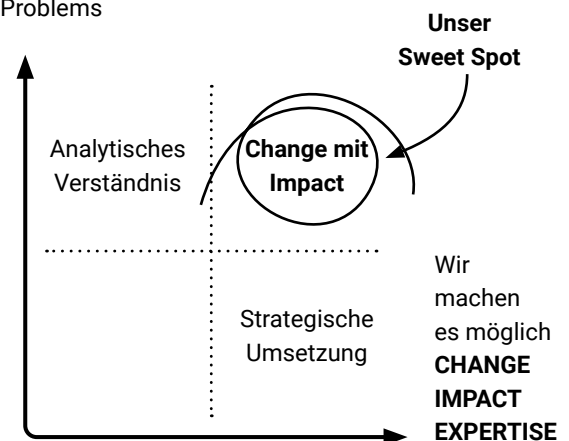 Problems
Unser
Sweet Spot
Analytisches
Verständnis
Change mit
Impact
Strategische
Umsetzung
Wir
machen
es möglich
CHANGE
IMPACT
EXPERTISE